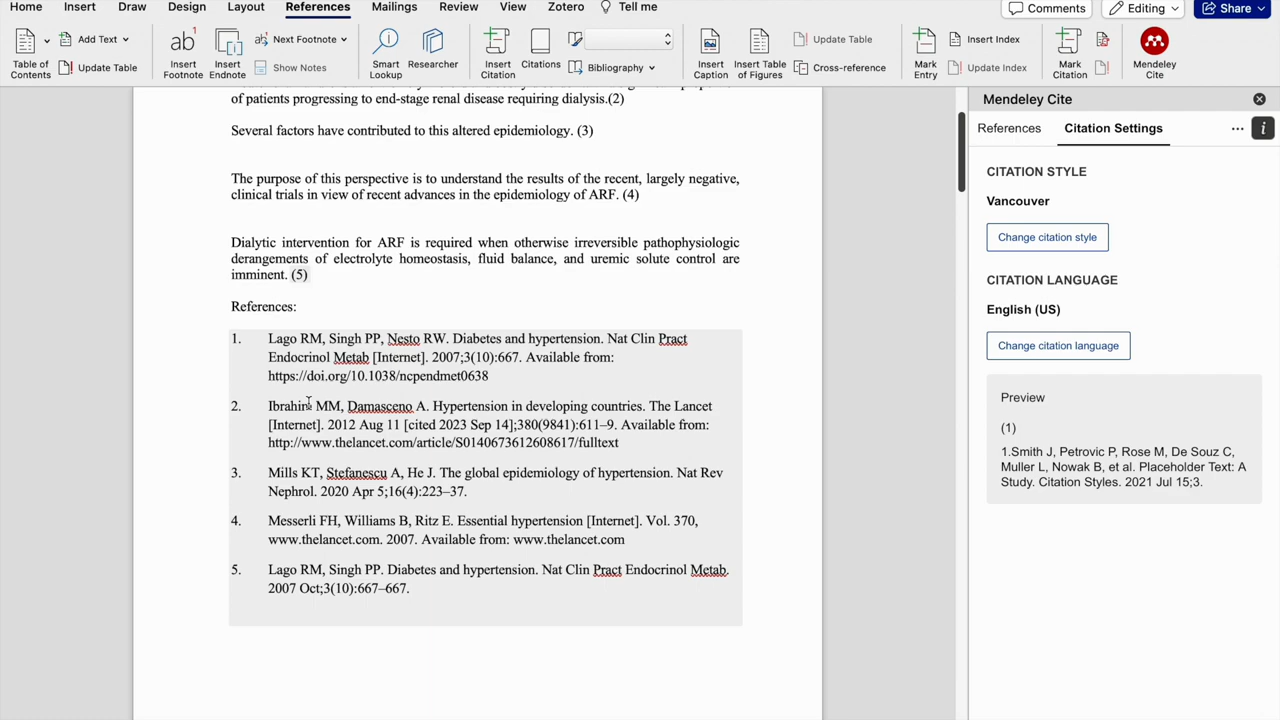 Home Insert Draw Design Layout References Mailings Review View Zotero Tell me Comments Editing Share
Table of Contents
Add Text
Update Table
ab
Insert Footnote
Insert Endnote
Next Footnote
Show Notes
Smart Lookup
Researcher
Insert Citation
Citations
Bibliography
Insert Caption
Insert Table of Figures
Update Table
Cross-reference
Mark Entry
Insert Index
Update Index
Mark Citation
Mendeley Cite
of patients progressing to end-stage renal disease requiring dialysis.(2)
Several factors have contributed to this altered epidemiology. (3)
The purpose of this perspective is to understand the results of the recent, largely negative,
clinical trials in view of recent advances in the epidemiology of ARF. (4)
Dialytic intervention for ARF is required when otherwise irreversible pathophysiologic
derangements of electrolyte homeostasis, fluid balance, and uremic solute control are
imminent. (5)
References:
1. Lago RM, Singh PP, Nesto RW. Diabetes and hypertension. Nat Clin Pract
Endocrinol Metab [Internet]. 2007;3(10):667. Available from:
https://doi.org/10.1038/ncpendmet0638
2. Ibrahim MM, Damasceno A. Hypertension in developing countries. The Lancet
[Internet]. 2012 Aug 11 [cited 2023 Sep 14];380(9841):611–9. Available from:
http://www.thelancet.com/article/S0140673612608617/fulltext
3. Mills KT, Stefanescu A, He J. The global epidemiology of hypertension. Nat Rev
Nephrol. 2020 Apr 5;16(4):223–37.
4. Messerli FH, Williams B, Ritz E. Essential hypertension [Internet]. Vol. 370,
www.thelancet.com. 2007. Available from: www.thelancet.com
5. Lago RM, Singh PP. Diabetes and hypertension. Nat Clin Pract Endocrinol Metab.
2007 Oct;3(10):667–667.
Mendeley Cite
References Citation Settings
CITATION STYLE
Vancouver
Change citation style
CITATION LANGUAGE
English (US)
Change citation language
Preview
(1)
1.Smith J, Petrovic P, Rose M, De Souz C,
Muller L, Nowak B, et al. Placeholder Text: A
Study. Citation Styles. 2021 Jul 15;3.